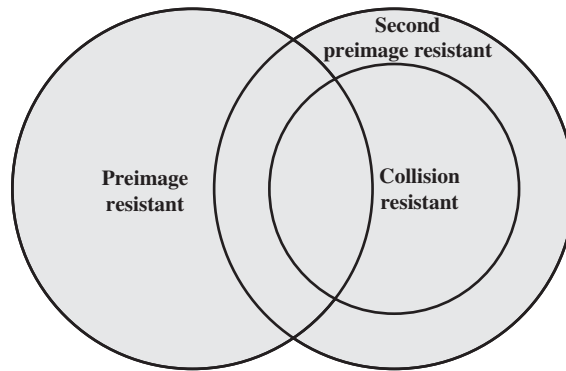 Second
preimage resistant
Preimage
resistant
Collision
resistant